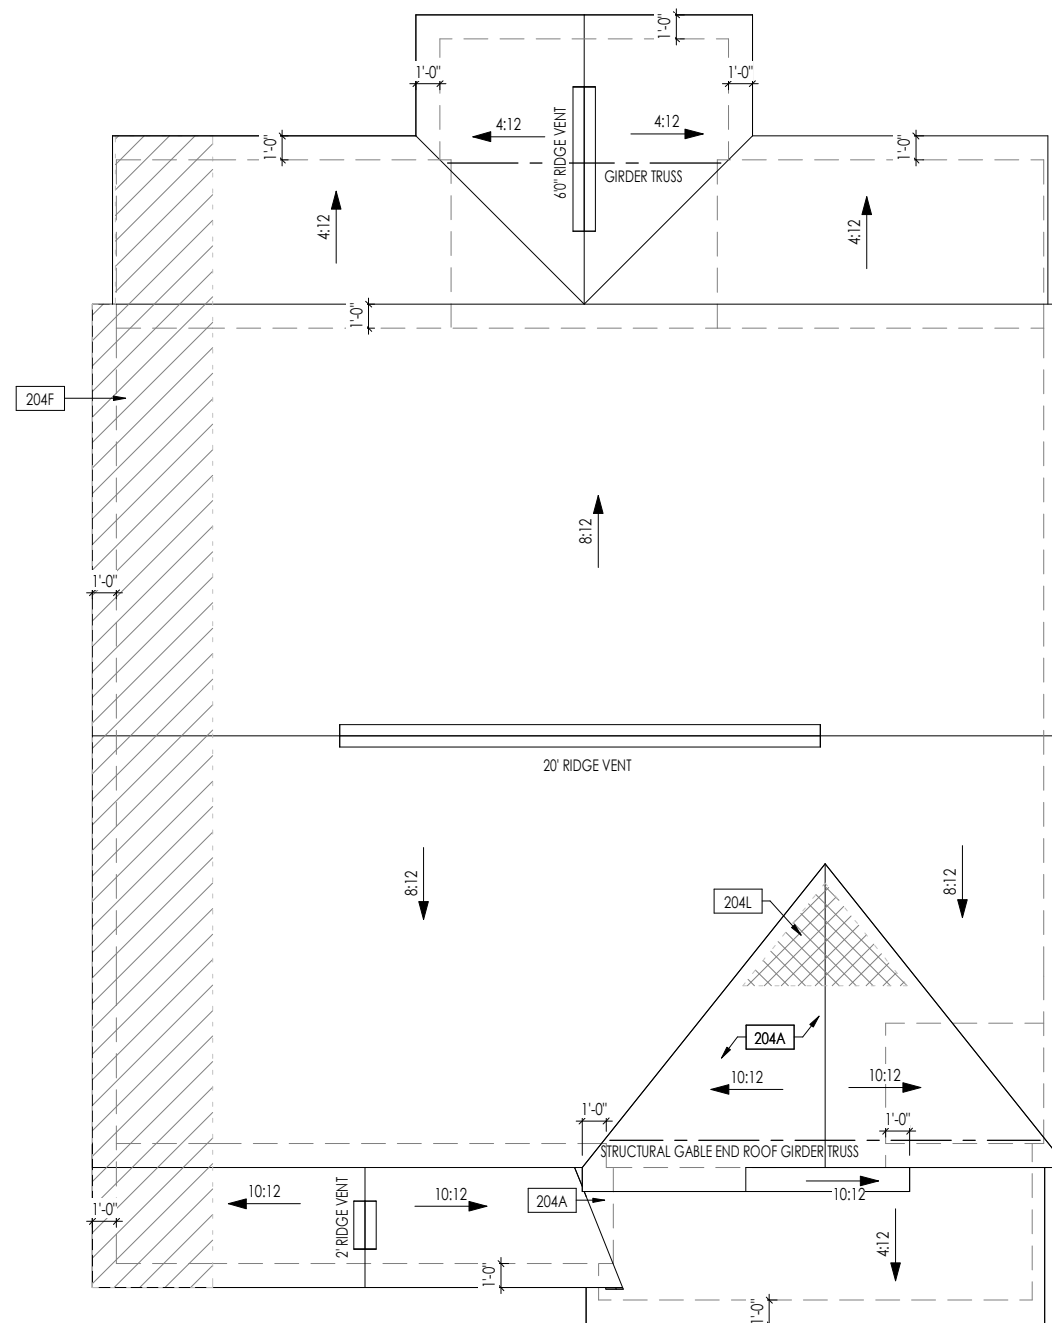 1'-0"
1'-0"
1'-0"
4:12
4:12
6'0" RIDGE VENT
GIRDER TRUSS
1'-0"
1'-0"
4:12
4:12
1'-0"
204F
8:12
1'-0"
20' RIDGE VENT
8:12
8:12
204L
204A
10:12
10:12
1'-0"
1'-0"
STRUCTURAL GABLE END ROOF GIRDER TRUSS
10:12
10:12
2' RIDGE VENT
204A
10:12
1'-0"
4:12
1'-0"
1'-0"